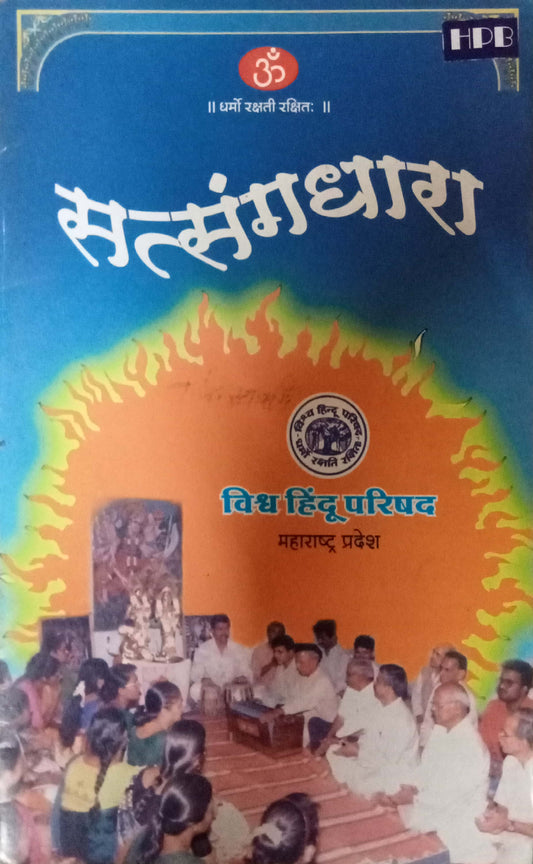 HPB
ॐ
॥ धर्मो रक्षती रक्षितः ॥
सत्संगधारा
विश्व हिन्दू परिषद
धर्मो रक्षति रक्षितः
विश्व हिंदू परिषद
महाराष्ट्र प्रदेश